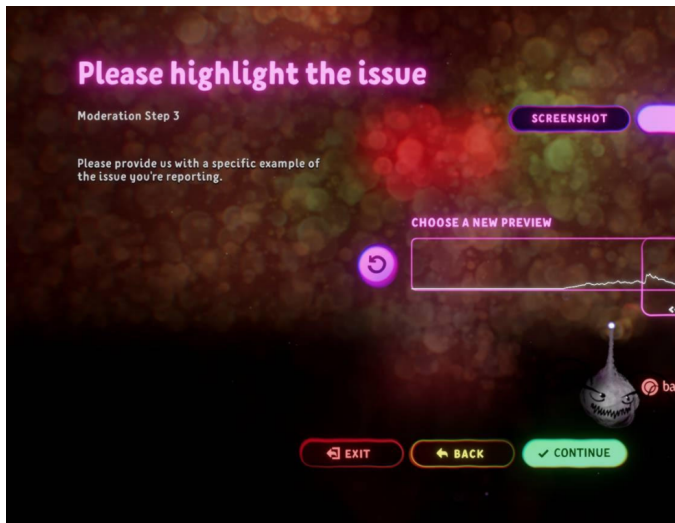 Please highlight the issue
Moderation Step 3
SCREENSHOT
Please provide us with a specific example of
the issue you're reporting.
CHOOSE A NEW PREVIEW
ba
EXIT
BACK
CONTINUE